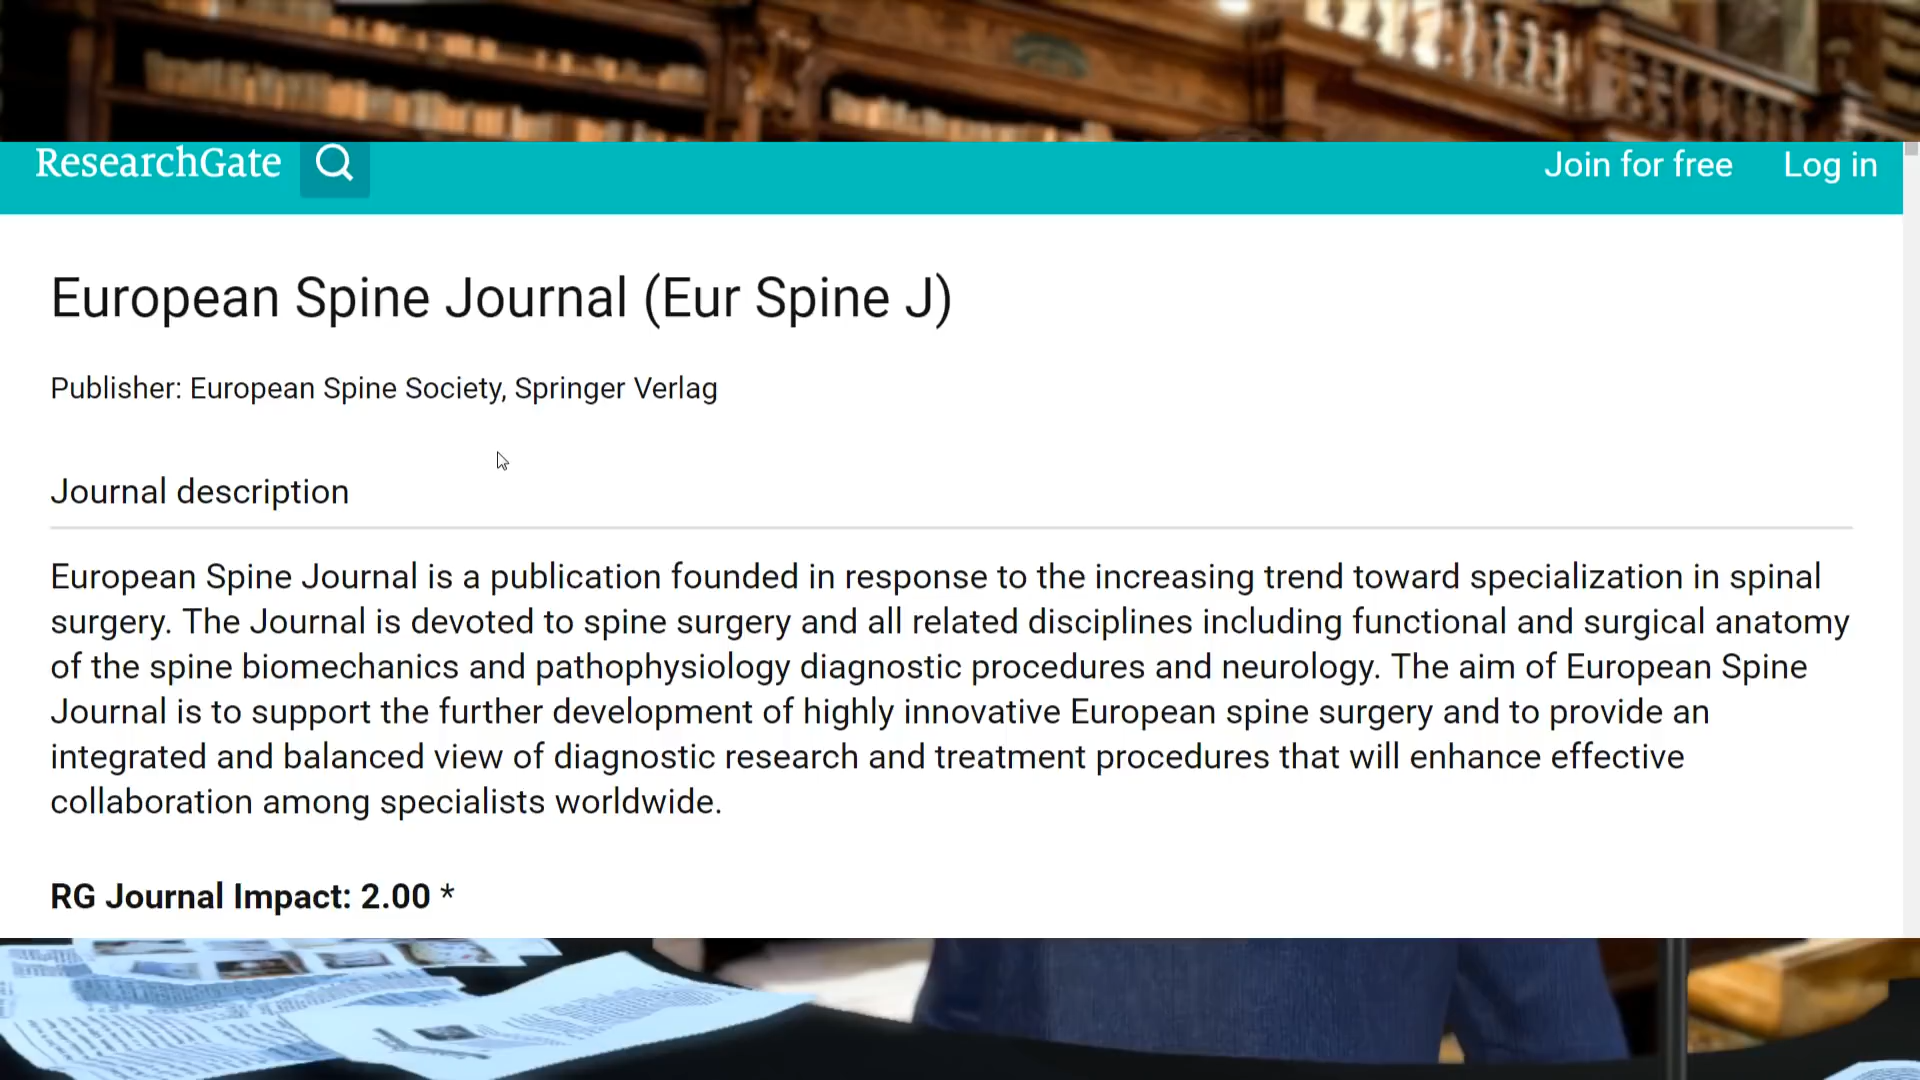 ResearchGate
Join for free
Log in
European Spine Journal (Eur Spine J)
Publisher: European Spine Society, Springer Verlag
Journal description
European Spine Journal is a publication founded in response to the increasing trend toward specialization in spinal
surgery. The Journal is devoted to spine surgery and all related disciplines including functional and surgical anatomy
of the spine biomechanics and pathophysiology diagnostic procedures and neurology. The aim of European Spine
Journal is to support the further development of highly innovative European spine surgery and to provide an
integrated and balanced view of diagnostic research and treatment procedures that will enhance effective
collaboration among specialists worldwide.
RG Journal Impact: 2.00 *